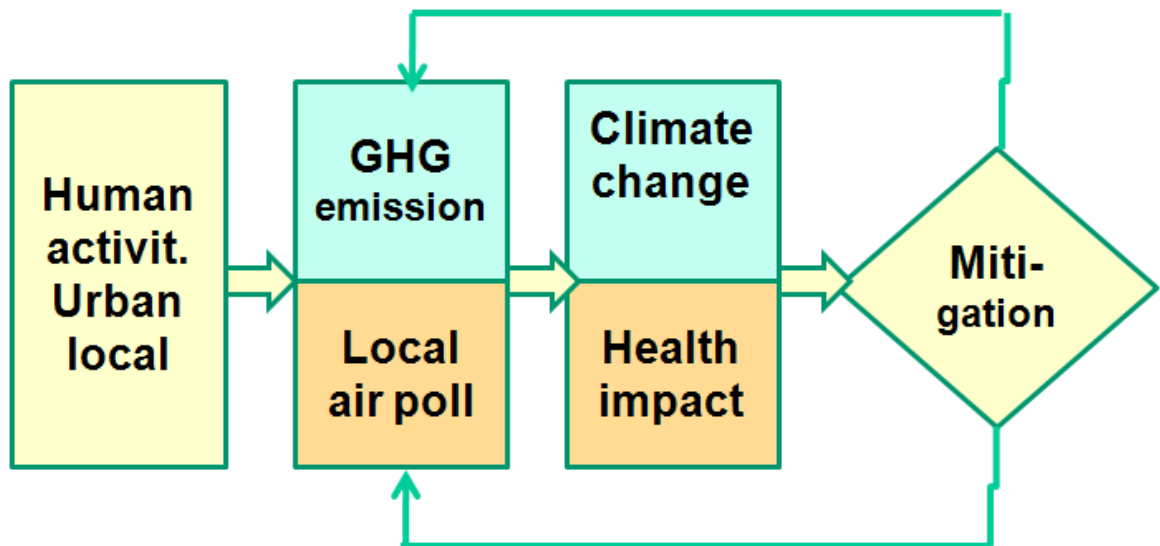 Human
activit.
Urban
local
GHG
emission
Local
air poll
Climate
change
Health
impact
Miti-
gation